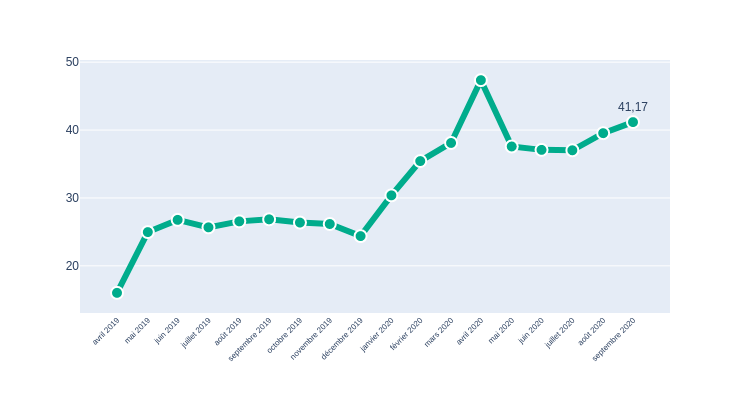 50
40
30
20
41,17
avril 2019
mai 2019
juin 2019
juillet 2019
août 2019
septembre 2019
octobre 2019
novembre 2019
décembre 2019
janvier 2020
février 2020
mars 2020
avril 2020
mai 2020
juin 2020
juillet 2020
août 2020
septembre 2020